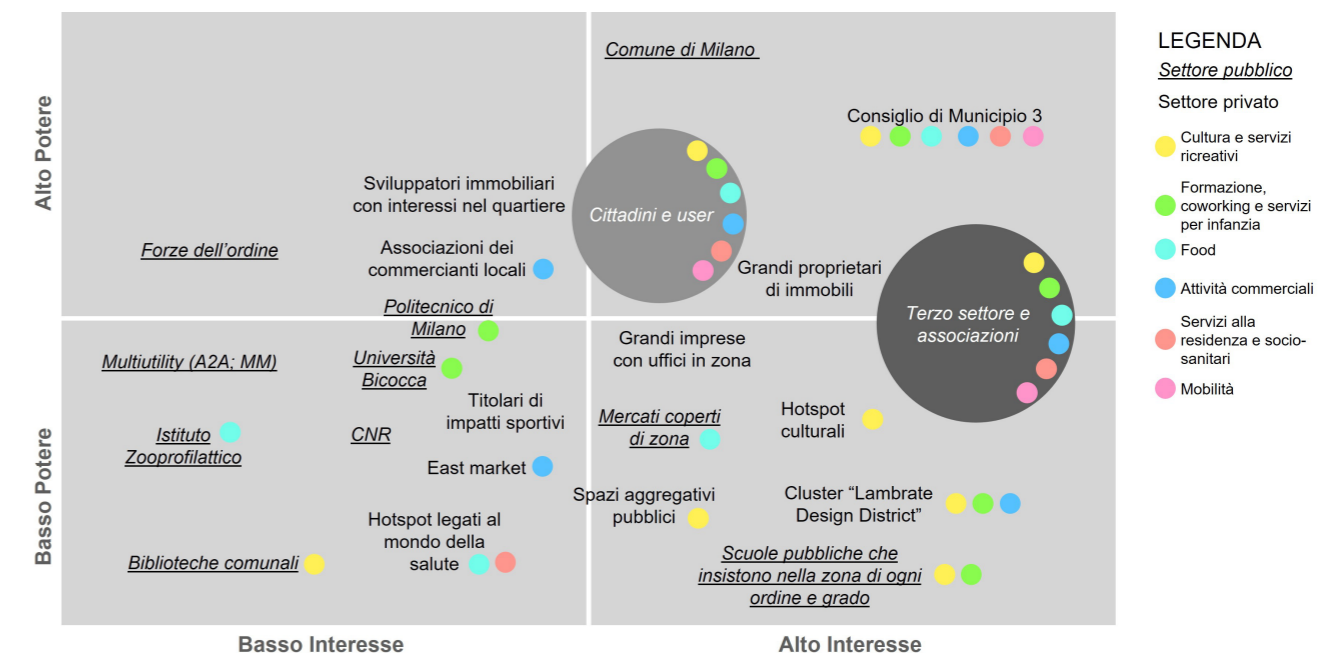 Alto Potere
Basso Potere
Comune di Milano
Consiglio di Municipio 3
Sviluppatori immobiliari
con interessi nel quartiere
Cittadini e user
Forze dell’ordine
Associazioni dei
commercianti locali
Grandi proprietari
di immobili
Terzo settore e
associazioni
Politecnico di
Milano
Grandi imprese
con uffici in zona
Multiutility (A2A; MM)
Università
Bicocca
Titolari di
impatti sportivi
Mercati coperti
di zona
Hotspot
culturali
Istituto
Zooprofilattico
CNR
East market
Spazi aggregativi
pubblici
Cluster “Lambrate
Design District”
Hotspot legati al
mondo della
salute
Biblioteche comunali
Scuole pubbliche che
insistono nella zona di ogni
ordine e grado
Basso Interesse
Alto Interesse
LEGENDA
Settore pubblico
Settore privato
Cultura e servizi
ricreativi
Formazione,
coworking e servizi
per infanzia
Food
Attività commerciali
Servizi alla
residenza e socio-
sanitari
Mobilità